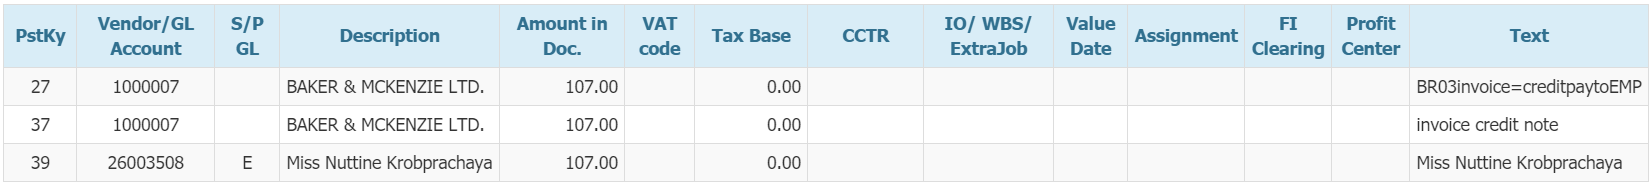 PstKy Vendor/GL Account S/P GL Description Amount in Doc. VAT code Tax Base CCTR IO/ WBS/ ExtraJob Value Date Assignment FI Clearing Profit Center Text
27 1000007 BAKER & MCKENZIE LTD. 107.00 0.00 BR03invoice=creditpaytoEMP
37 1000007 BAKER & MCKENZIE LTD. 107.00 0.00 invoice credit note
39 26003508 E Miss Nuttine Krobprachaya 107.00 0.00 Miss Nuttine Krobprachaya